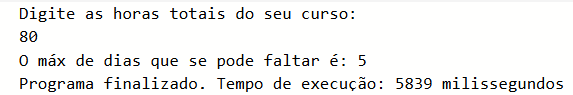 Digite as horas totais do seu curso:
80
O máx de dias que se pode faltar é: 5
Programa finalizado. Tempo de execução: 5839 milissegundos